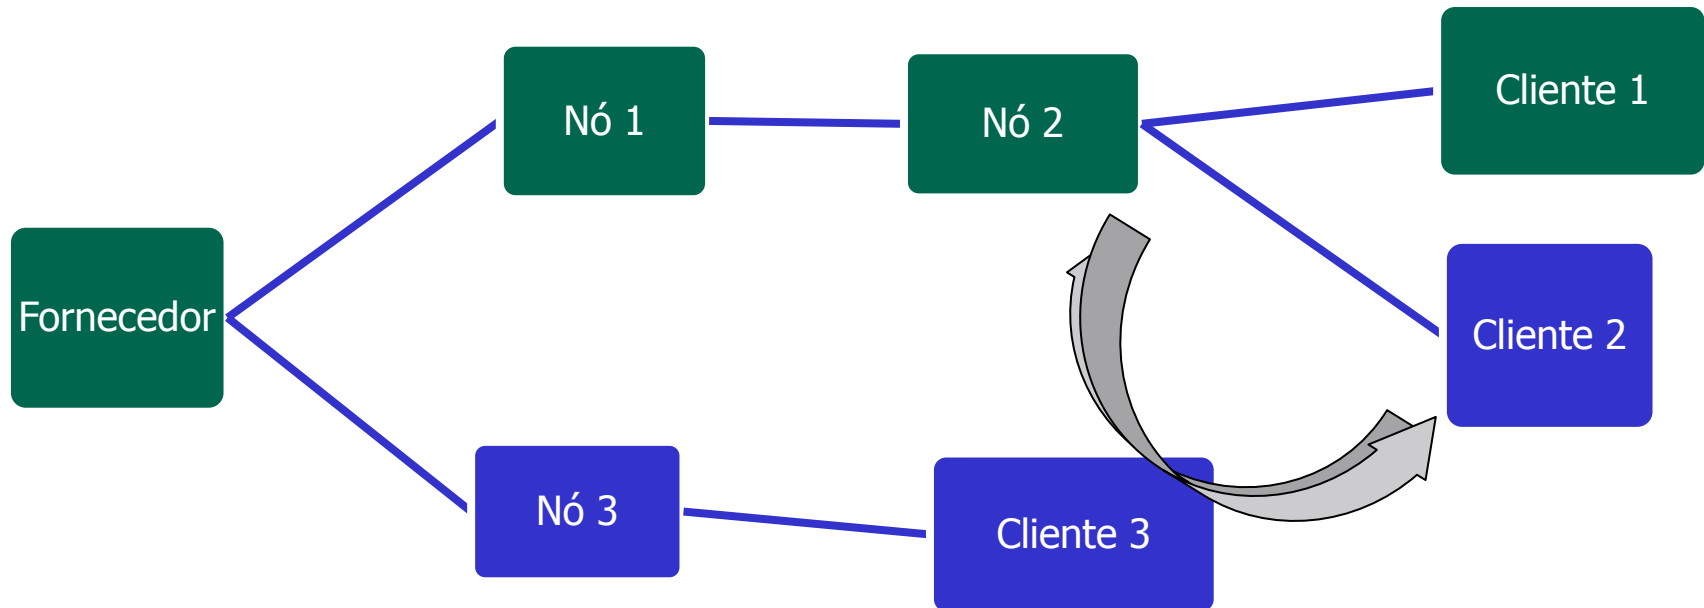 Cliente 1
Nó 1
Nó 2
Fornecedor
Cliente 2
Nó 3
Cliente 3